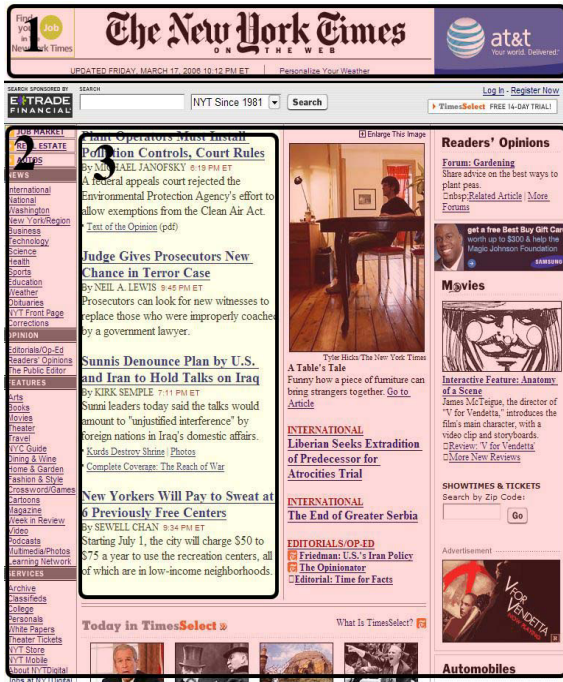 1
Find
you Job
in the
New York Times
The New York Times
ON THE WEB
at&t
Your world. Delivered.
UPDATED FRIDAY, MARCH 17, 2006 10:12 PM ET | Personalize Your Weather
SEARCH SPONSORED BY
E*TRADE
FINANCIAL
SEARCH
NYT Since 1981
Search
Log In - Register Now
TimesSelect FREE 14-DAY TRIAL!
2
JOB MARKET
REAL ESTATE
AUTOS
NEWS
International
National
Washington
New York/Region
Business
Technology
Science
Health
Sports
Education
Weather
Obituaries
NYT Front Page
Corrections
OPINION
Editorials/Op-Ed
Readers' Opinions
The Public Editor
FEATURES
Arts
Books
Movies
Theater
Travel
NYC Guide
Dining & Wine
Home & Garden
Fashion & Style
Crossword/Games
Cartoons
Magazine
Week in Review
Video
Podcasts
Multimedia/Photos
Learning Network
SERVICES
Archive
Classifieds
College
Personals
White Papers
Theater Tickets
NYT Store
NYT Mobile
About NYTDigital
Jobs at NYTDigital
3
Plant Operators Must Install
Pollution Controls, Court Rules
By MICHAEL JANOFSKY 6:19 PM ET
A federal appeals court rejected the
Environmental Protection Agency's effort to
allow exemptions from the Clean Air Act.
· Text of the Opinion (pdf)
Judge Gives Prosecutors New
Chance in Terror Case
By NEIL A. LEWIS 9:45 PM ET
Prosecutors can look for new witnesses to
replace those who were improperly coached
by a government lawyer.
Sunnis Denounce Plan by U.S.
and Iran to Hold Talks on Iraq
By KIRK SEMPLE 7:11 PM ET
Sunni leaders today said the talks would
amount to "unjustified interference" by
foreign nations in Iraq's domestic affairs.
· Kurds Destroy Shrine | Photos
· Complete Coverage: The Reach of War
New Yorkers Will Pay to Sweat at
6 Previously Free Centers
By SEWELL CHAN 9:34 PM ET
Starting July 1, the city will charge $50 to
$75 a year to use the recreation centers, all
of which are in low-income neighborhoods.
Enlarge This Image
Tyler Hicks/The New York Times
A Table's Tale
Funny how a piece of furniture can
bring strangers together. Go to
Article
INTERNATIONAL
Liberian Seeks Extradition
of Predecessor for
Atrocities Trial
INTERNATIONAL
The End of Greater Serbia
EDITORIALS/OP-ED
Friedman: U.S.'s Iran Policy
The Opinionator
□Editorial: Time for Facts
Readers' Opinions
Forum: Gardening
Share advice on the best ways to
plant peas.
□nbsp;Related Article | More
Forums
get a free Best Buy Gift Car
worth up to $300 & help the
Magic Johnson Foundation
SAMSUNG
Movies
Interactive Feature: Anatomy
of a Scene
James McTeigue, the director of
"V for Vendetta," introduces the
film's main character, with a
video clip and storyboards.
□Review: 'V for Vendetta'
□More New Reviews
SHOWTIMES & TICKETS
Search by Zip Code:
Go
Advertisement
V FOR
VENDETTA
NOW PLAYING
Automobiles
Today in TimesSelect
What Is TimesSelect?